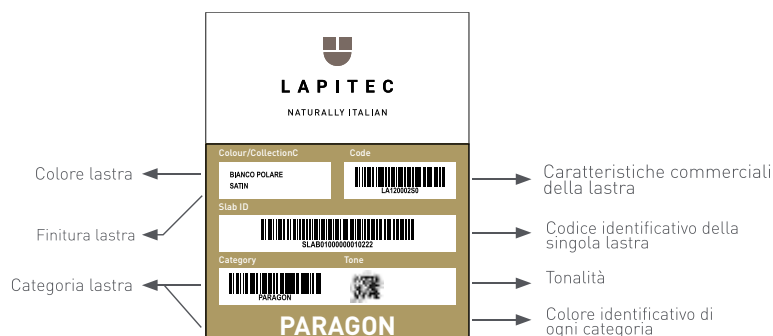 LAPITEC
NATURALLY ITALIAN
Colour/CollectionC
Code
Colore lastra
BIANCO POLARE
SATIN
LA120002S0
Caratteristiche commerciali
della lastra
Slab ID
Finitura lastra
SLAB01000000010222
Codice identificativo della
singola lastra
Category
Tone
Categoria lastra
PARAGON
Tonalità
PARAGON
Colore identificativo di
ogni categoria